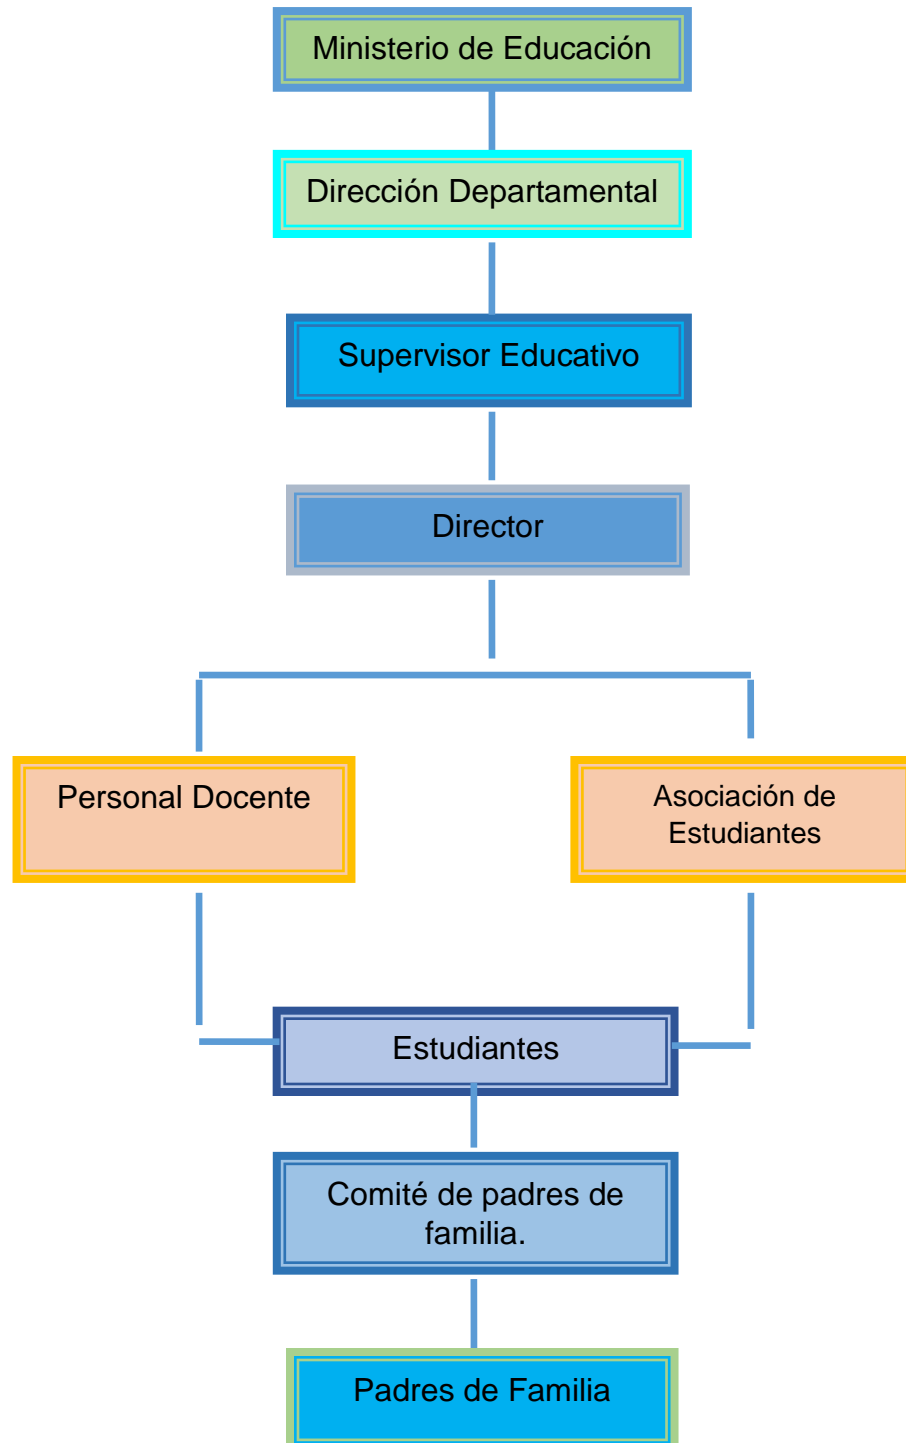 Ministerio de Educación
Dirección Departamental
Supervisor Educativo
Director
Personal Docente
Asociación de
Estudiantes
Estudiantes
Comité de padres de
familia.
Padres de Familia